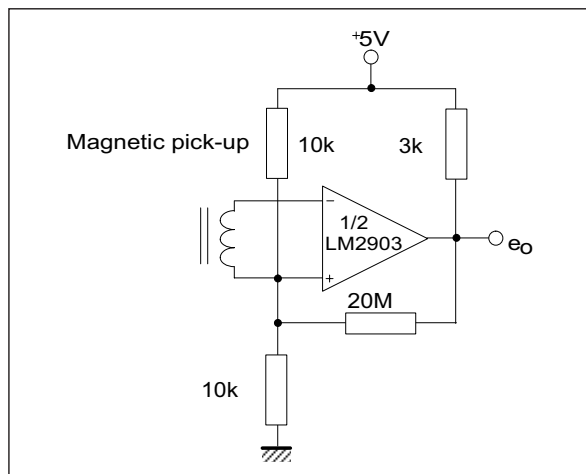 +5V
Magnetic pick-up
10k
3k
−
1/2
LM2903
eo
+
20M
10k